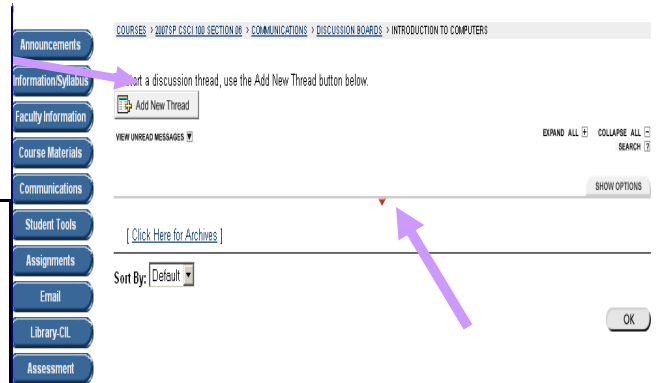 COURSES > 2007SP CSCI 100 SECTION 06 > COMMUNICATIONS > DISCUSSION BOARDS > INTRODUCTION TO COMPUTERS
Announcements
Information/Syllabus
Faculty Information
Course Materials
Communications
Student Tools
Assignments
Email
Library-CIL
Assessment
a discussion thread, use the Add New Thread button below.
Add New Thread
VIEW UNREAD MESSAGES
EXPAND ALL + COLLAPSE ALL -
SEARCH ?
SHOW OPTIONS
[ Click Here for Archives ]
Sort By: Default
OK